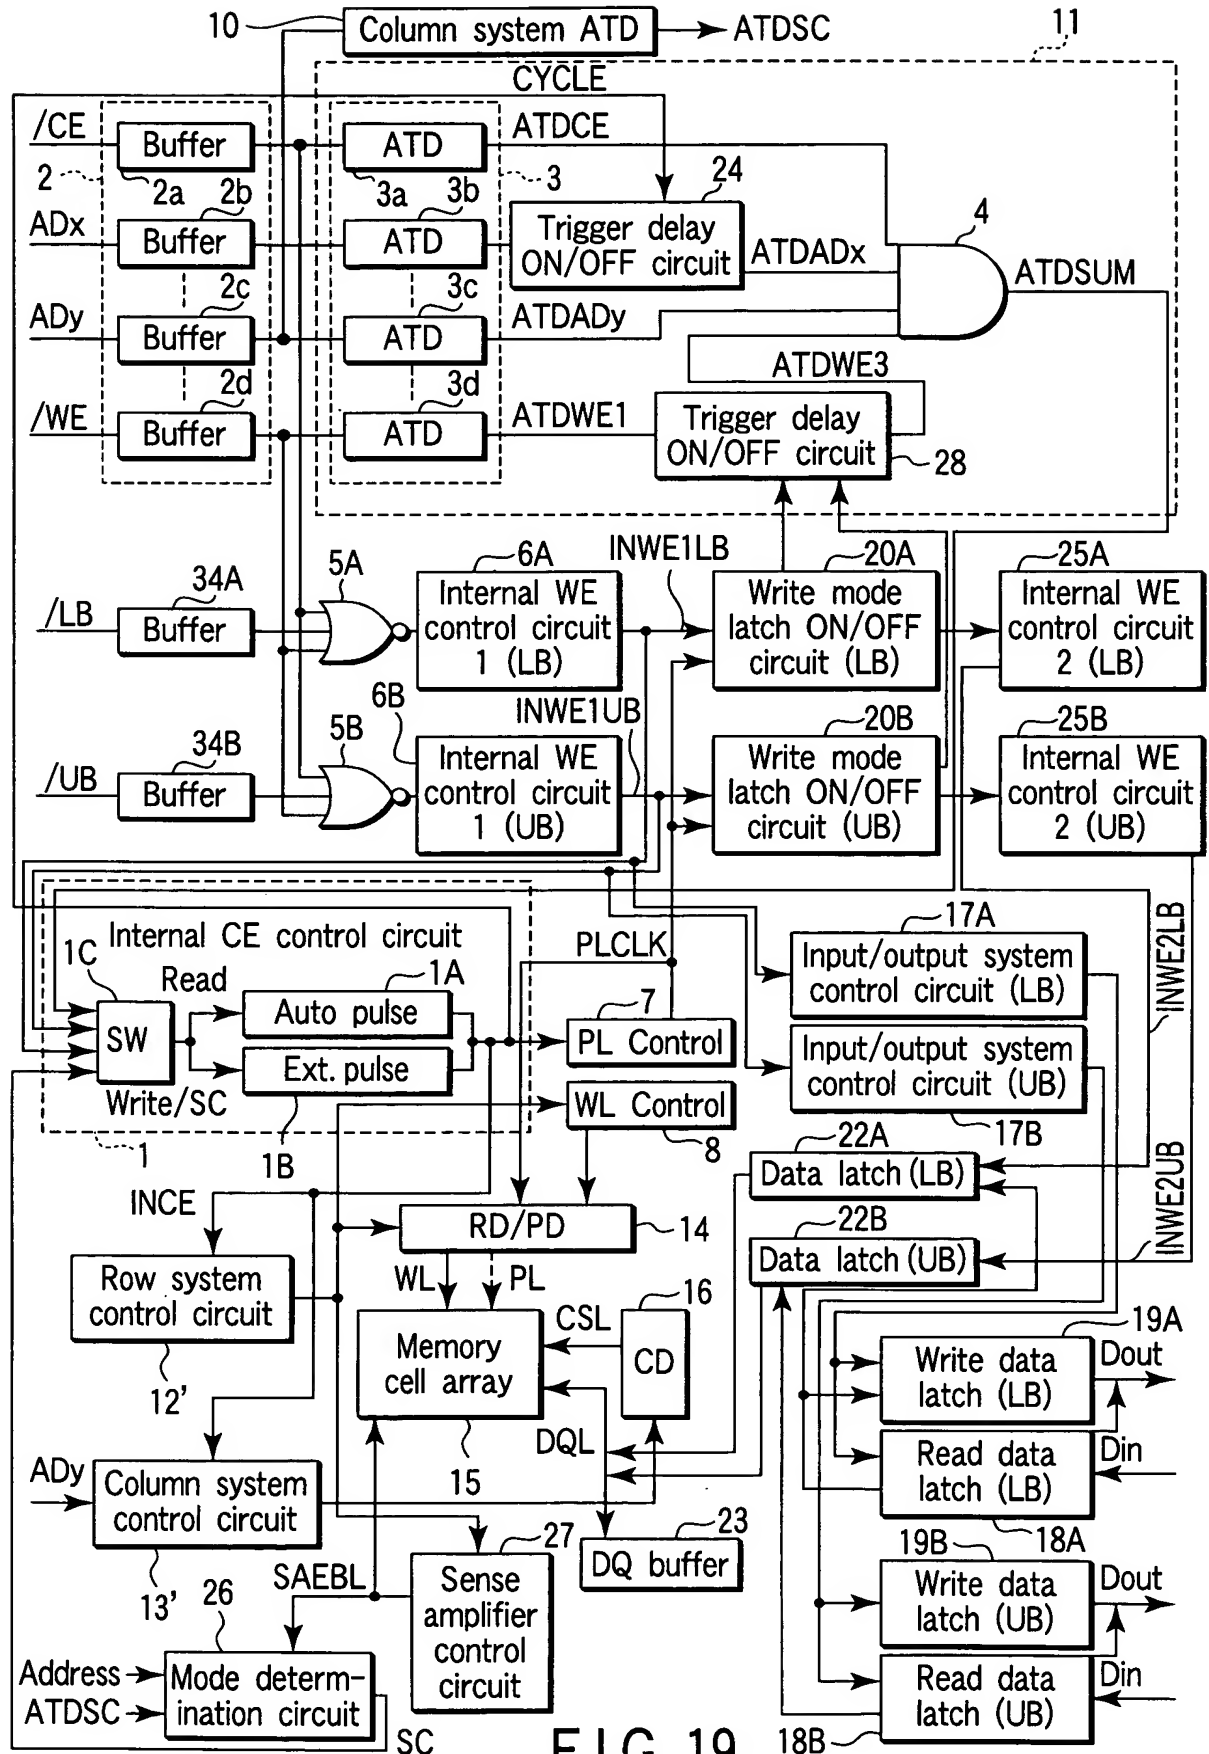 10
Column system ATD
ATDSC
11
CYCLE
/CE
Buffer
ATD
ATDCE
2
2a
3a
3
24
ADx
2b
Buffer
3b
ATD
Trigger delay
ON/OFF circuit
ATDADx
4
ATDSUM
ADy
2c
Buffer
3c
ATD
ATDADy
ATDWE3
/WE
2d
Buffer
3d
ATD
ATDWE1
Trigger delay
ON/OFF circuit
28
/LB
34A
Buffer
5A
6A
Internal WE
control circuit
1 (LB)
INWE1LB
20A
Write mode
latch ON/OFF
circuit (LB)
25A
Internal WE
control circuit
2 (LB)
/UB
34B
Buffer
5B
6B
Internal WE
control circuit
1 (UB)
INWE1UB
20B
Write mode
latch ON/OFF
circuit (UB)
25B
Internal WE
control circuit
2 (UB)
Internal CE control circuit
1C
SW
Read
1A
Auto pulse
Ext. pulse
Write/SC
1B
1
PLCLK
7
PL Control
WL Control
8
17A
Input/output system
control circuit (LB)
Input/output system
control circuit (UB)
17B
INWE2LB
INWE2UB
22A
Data latch (LB)
22B
Data latch (UB)
INCE
RD/PD
14
WL
PL
Row system
control circuit
12'
Memory
cell array
15
CSL
16
CD
DQL
19A
Write data
latch (LB)
Dout
Read data
latch (LB)
Din
18A
ADy
Column system
control circuit
13'
23
DQ buffer
27
Sense
amplifier
control
circuit
SAEBL
19B
Write data
latch (UB)
Dout
Read data
latch (UB)
Din
18B
26
Address
ATDSC
Mode determ-
ination circuit
SC
FIG. 19